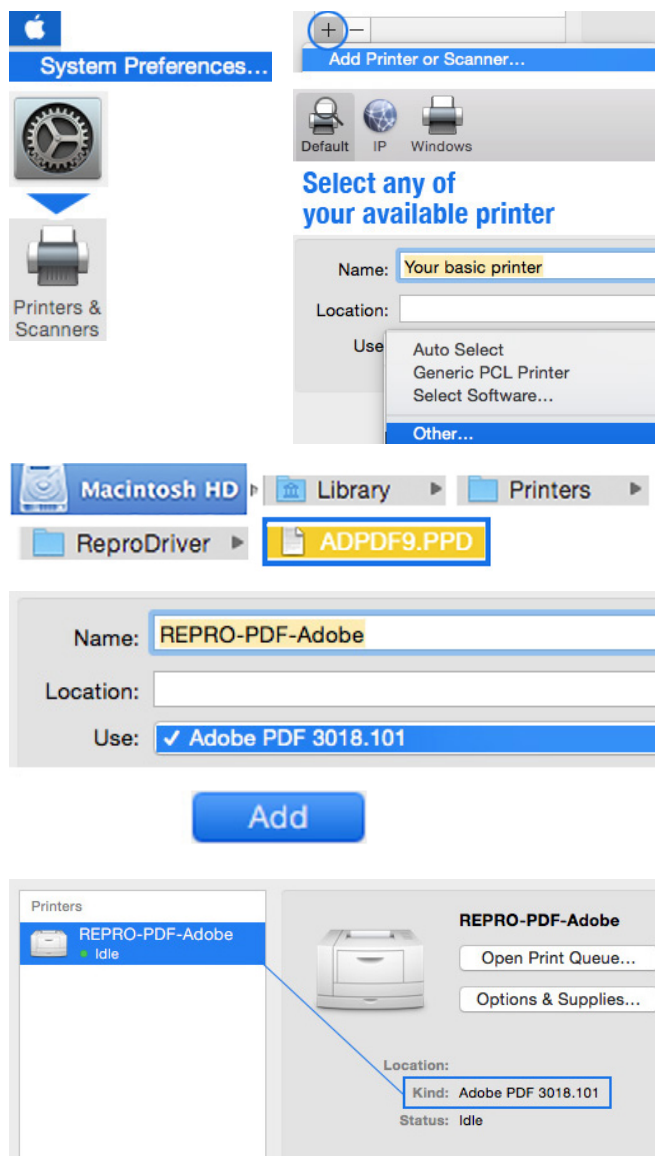 System Preferences...
Printers &
Scanners
+ −
Add Printer or Scanner...
Default IP Windows
Select any of
your available printer
Name: Your basic printer
Location:
Use
Auto Select
Generic PCL Printer
Select Software...
Other...
Macintosh HD Library Printers
ReproDriver ADPDF9.PPD
Name: REPRO-PDF-Adobe
Location:
Use: ✓ Adobe PDF 3018.101
Add
Printers
REPRO-PDF-Adobe
Idle
REPRO-PDF-Adobe
Open Print Queue...
Options & Supplies...
Location:
Kind: Adobe PDF 3018.101
Status: Idle